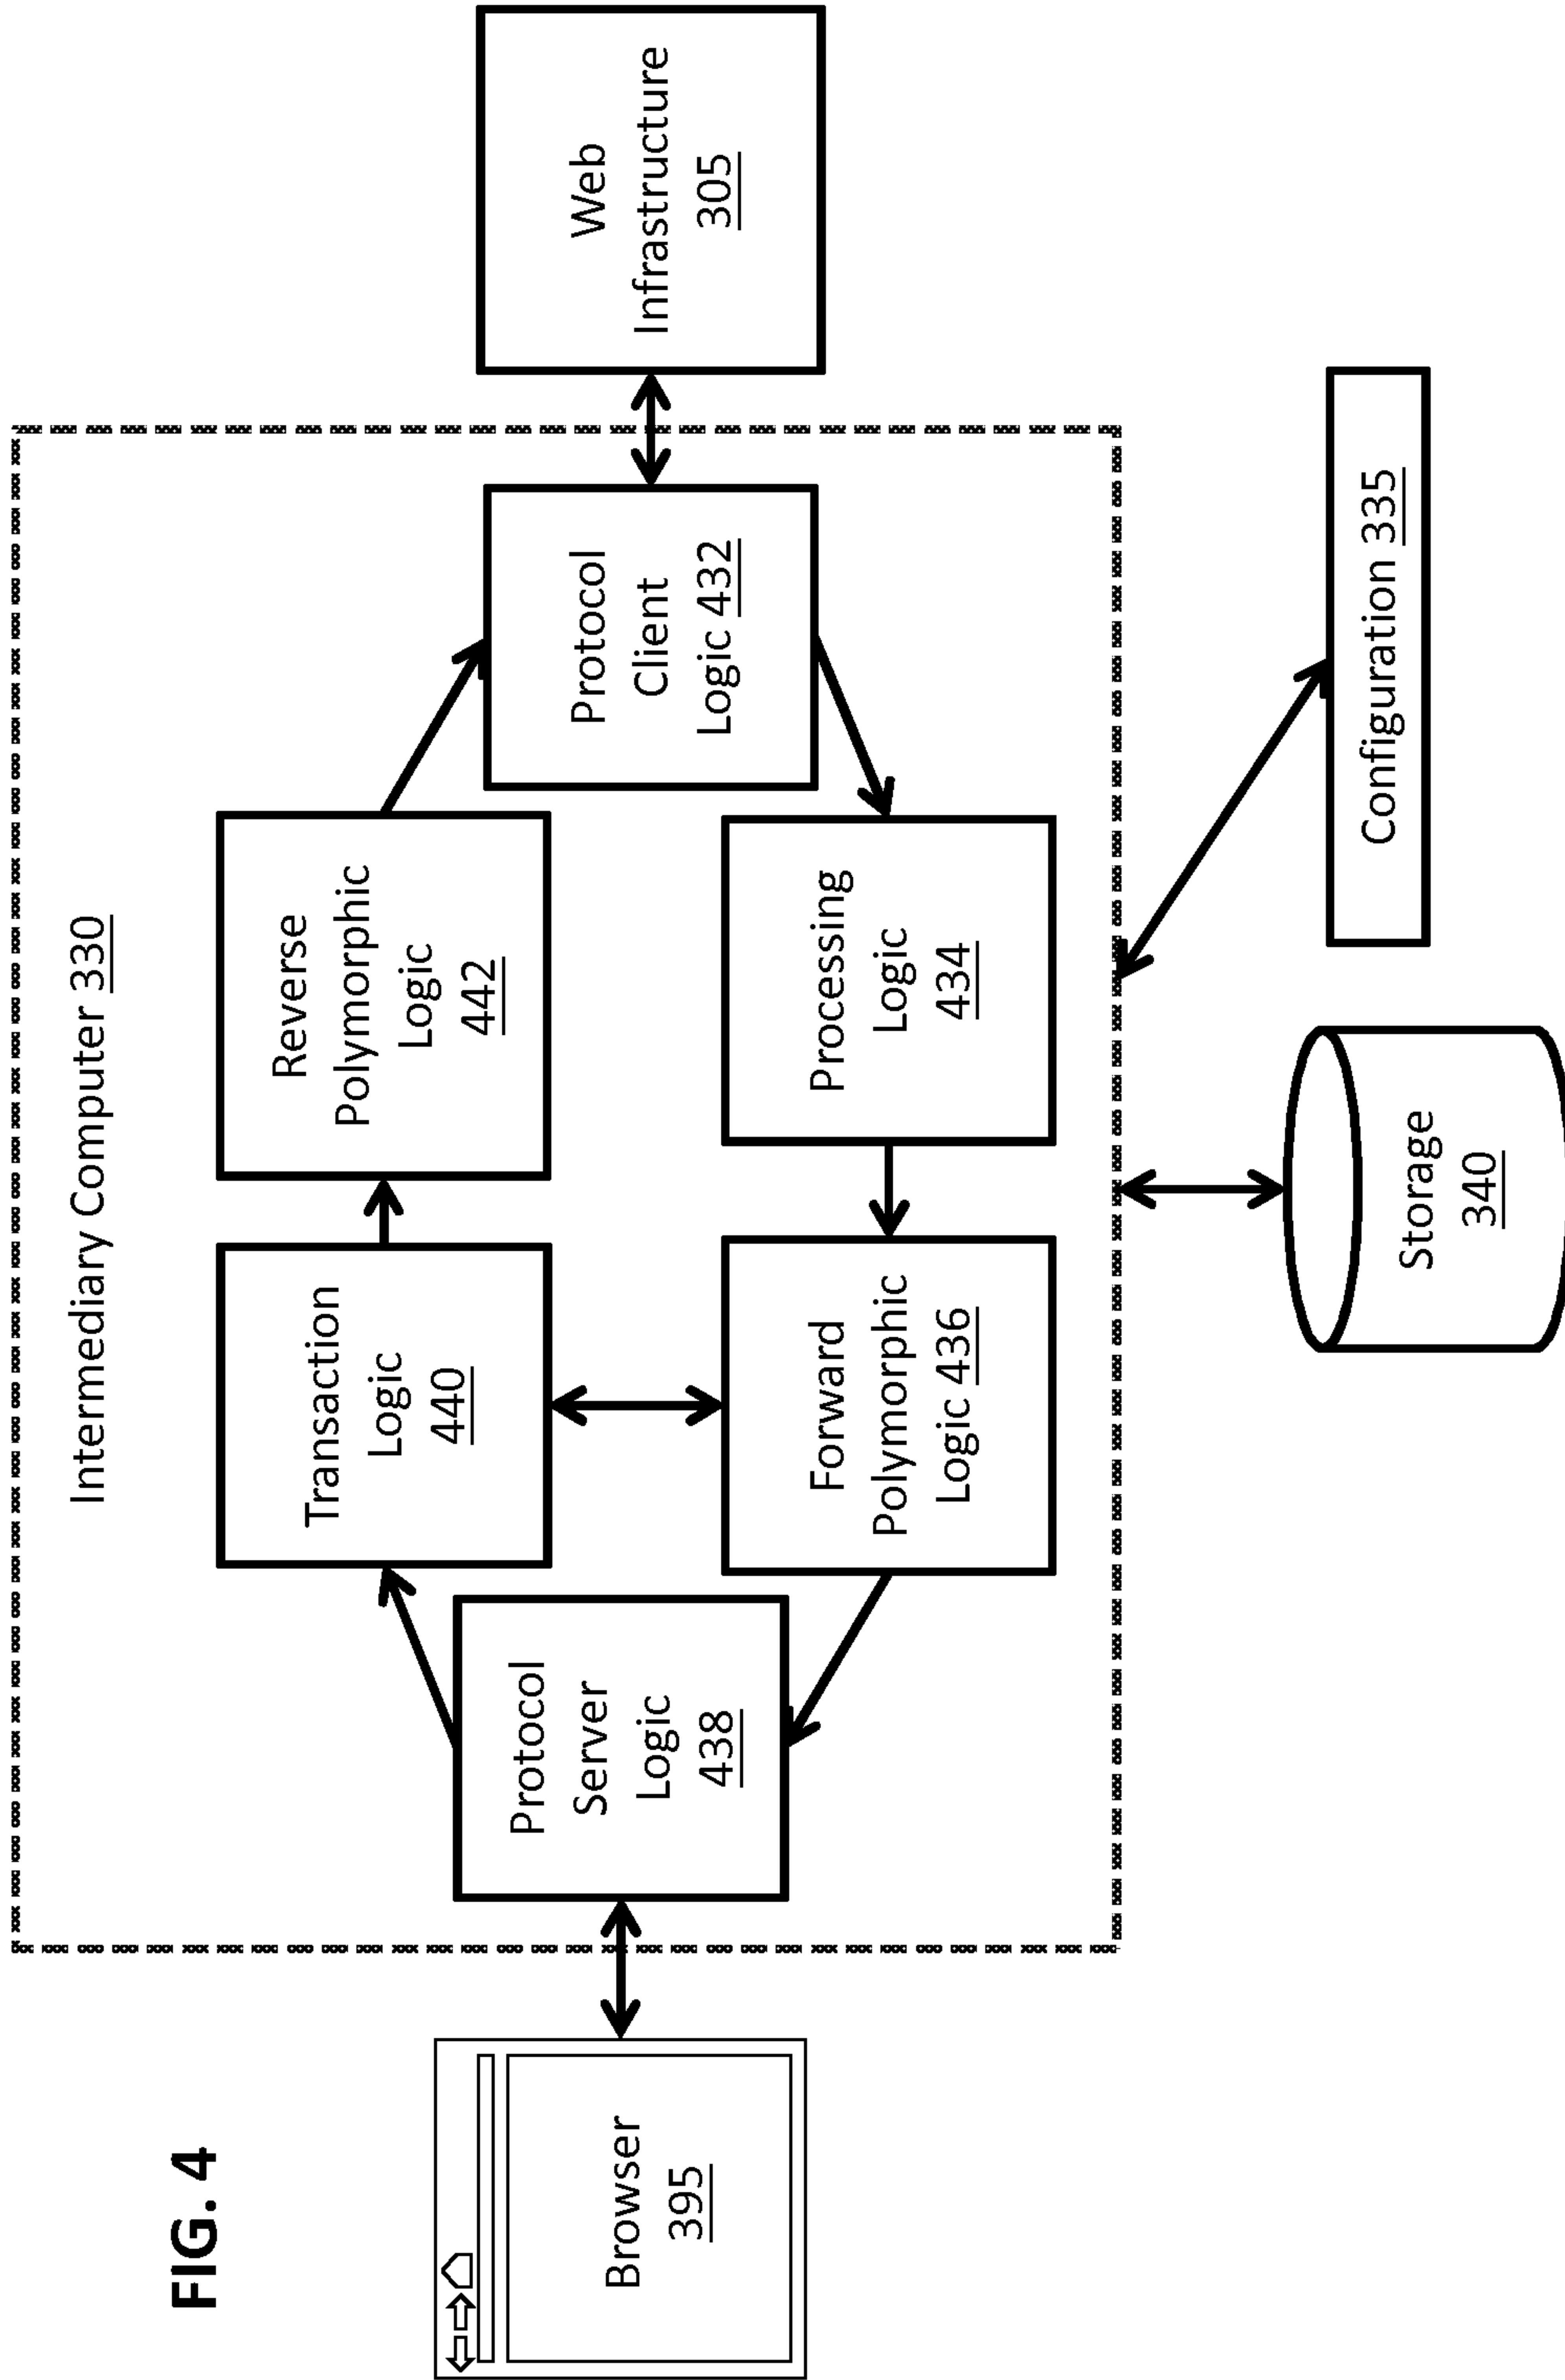 FIG. 4
Intermediary Computer 330
Browser
395
Protocol
Server
Logic
438
Transaction
Logic
440
Reverse
Polymorphic
Logic
442
Forward
Polymorphic
Logic 436
Processing
Logic
434
Protocol
Client
Logic 432
Web
Infrastructure
305
Storage
340
Configuration 335